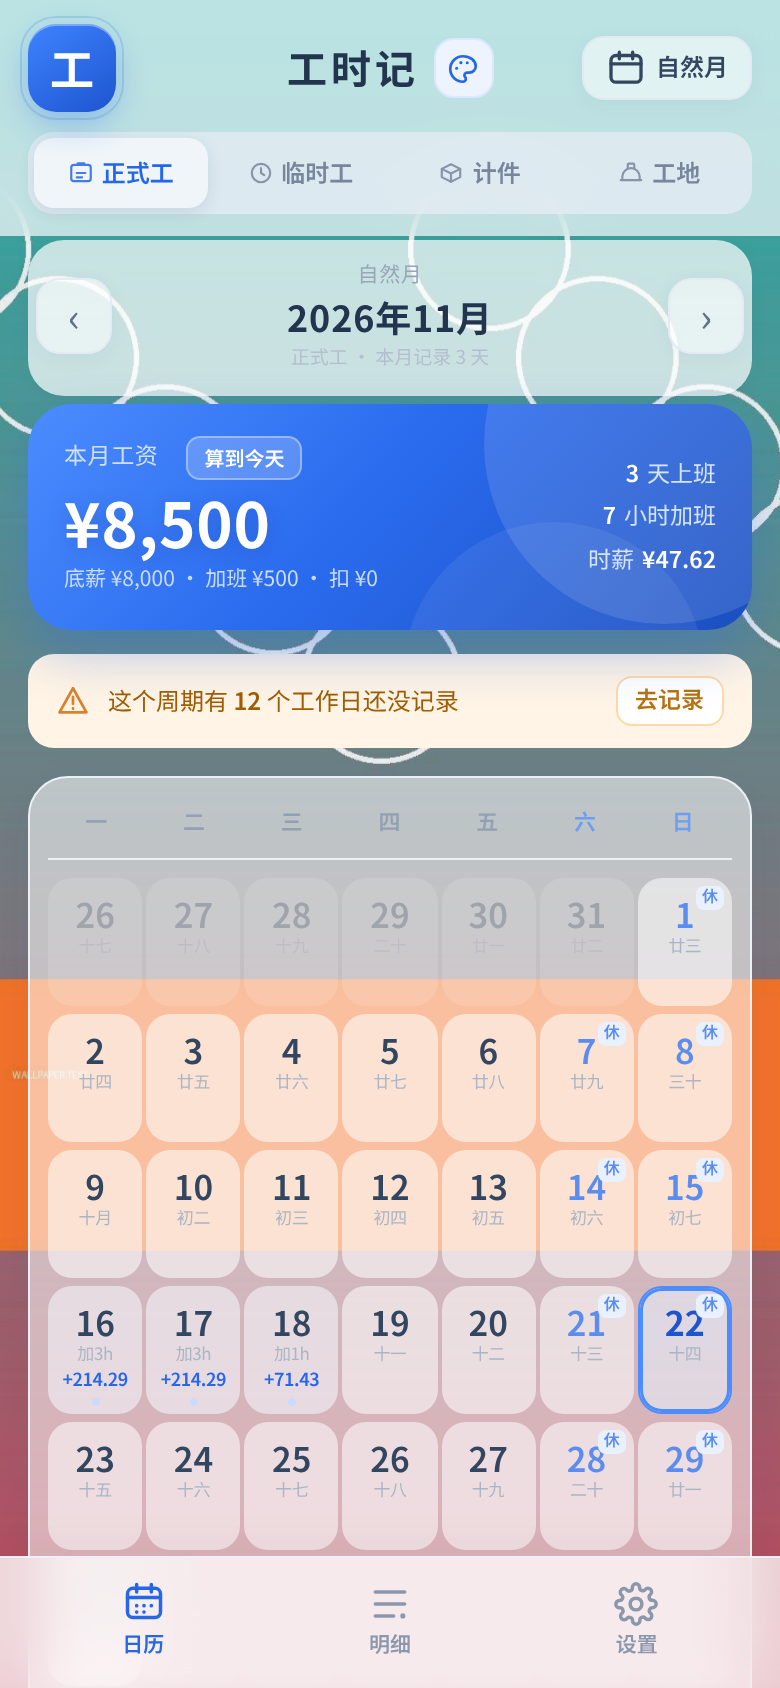 工 工时记 自然月
正式工 临时工 计件 工地
自然月
‹ 2026年11月 ›
正式工 · 本月记录 3 天
本月工资 算到今天
¥8,500
底薪 ¥8,000 · 加班 ¥500 · 扣 ¥0
3 天上班
7 小时加班
时薪 ¥47.62
这个周期有 12 个工作日还没记录 去记录
一 二 三 四 五 六 日
26 27 28 29 30 31 1 休
十七 十八 十九 二十 廿一 廿二 廿三
2 3 4 5 6 7 休 8 休
廿四 廿五 廿六 廿七 廿八 廿九 三十
9 10 11 12 13 14 休 15 休
十月 初二 初三 初四 初五 初六 初七
16 17 18 19 20 21 休 22 休
加3h 加3h 加1h 十一 十二 十三 十四
+214.29 +214.29 +71.43
23 24 25 26 27 28 休 29 休
十五 十六 十七 十八 十九 二十 廿一
日历 明细 设置